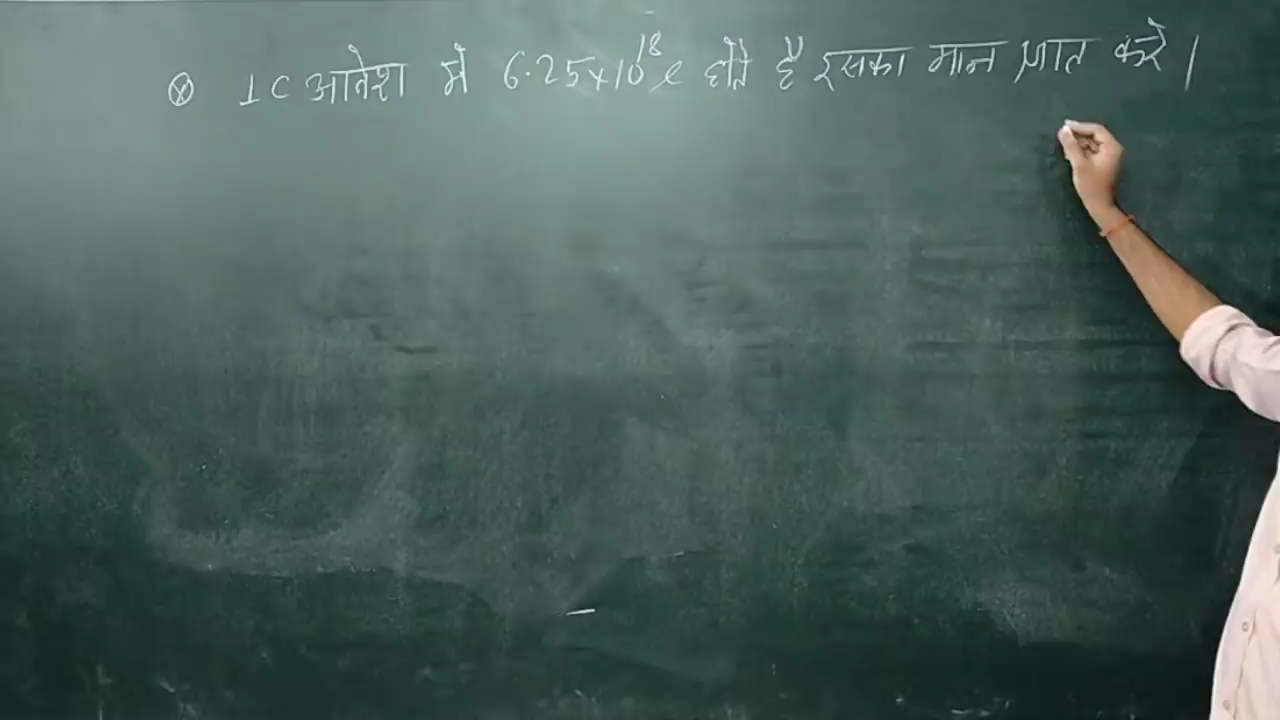 ⊗ 1C आवेश में 6.25×10¹⁸ e होते हैं इसका मान ज्ञात करे।